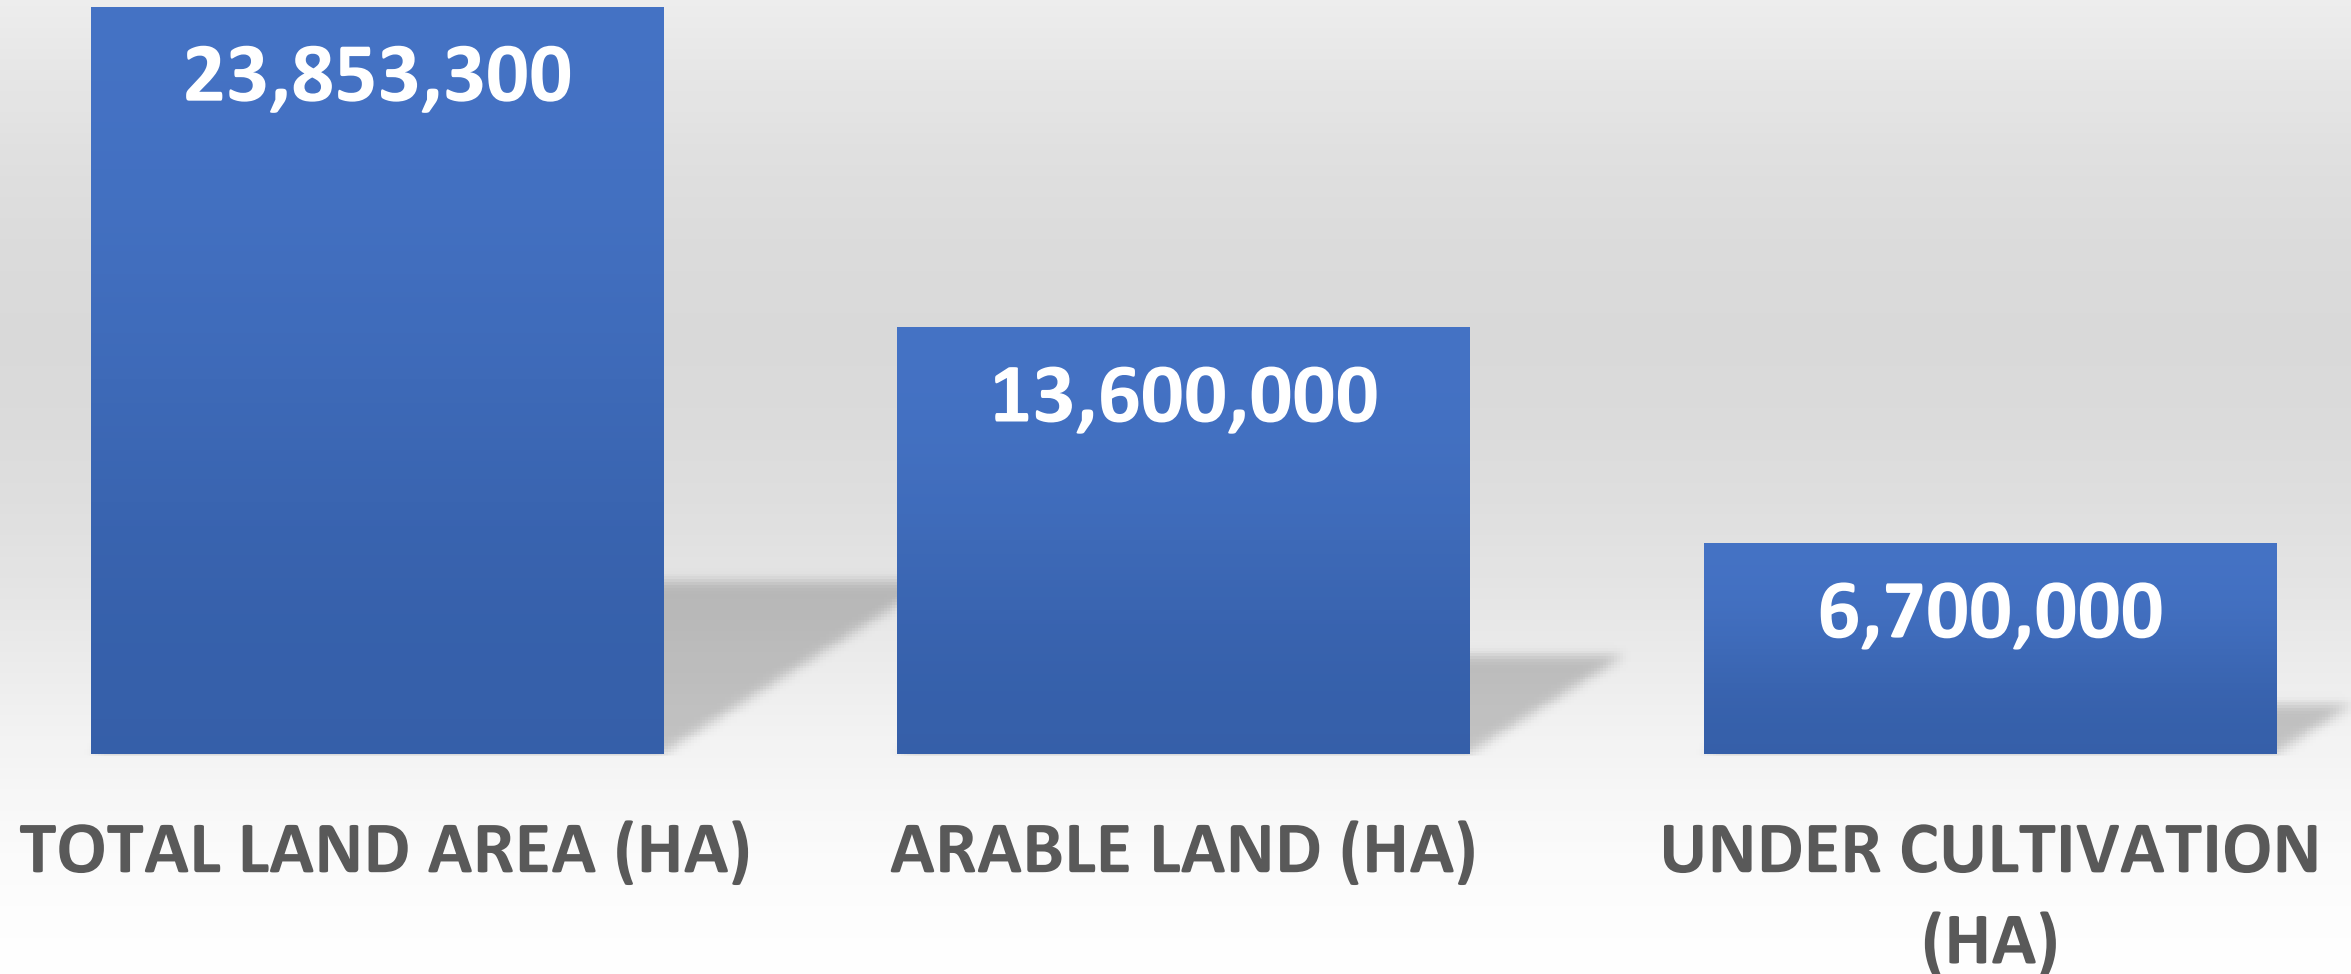 23,853,300
13,600,000
6,700,000
TOTAL LAND AREA (HA)
ARABLE LAND (HA)
UNDER CULTIVATION
(HA)